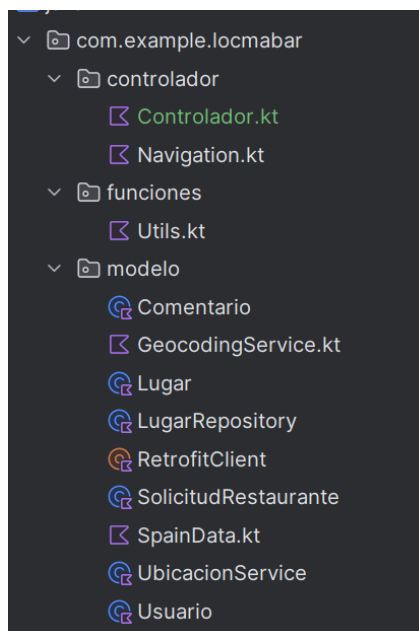 com.example.locmabar
controlador
Controlador.kt
Navigation.kt
funciones
Utils.kt
modelo
Comentario
GeocodingService.kt
Lugar
LugarRepository
RetrofitClient
SolicitudRestaurante
SpainData.kt
UbicacionService
Usuario